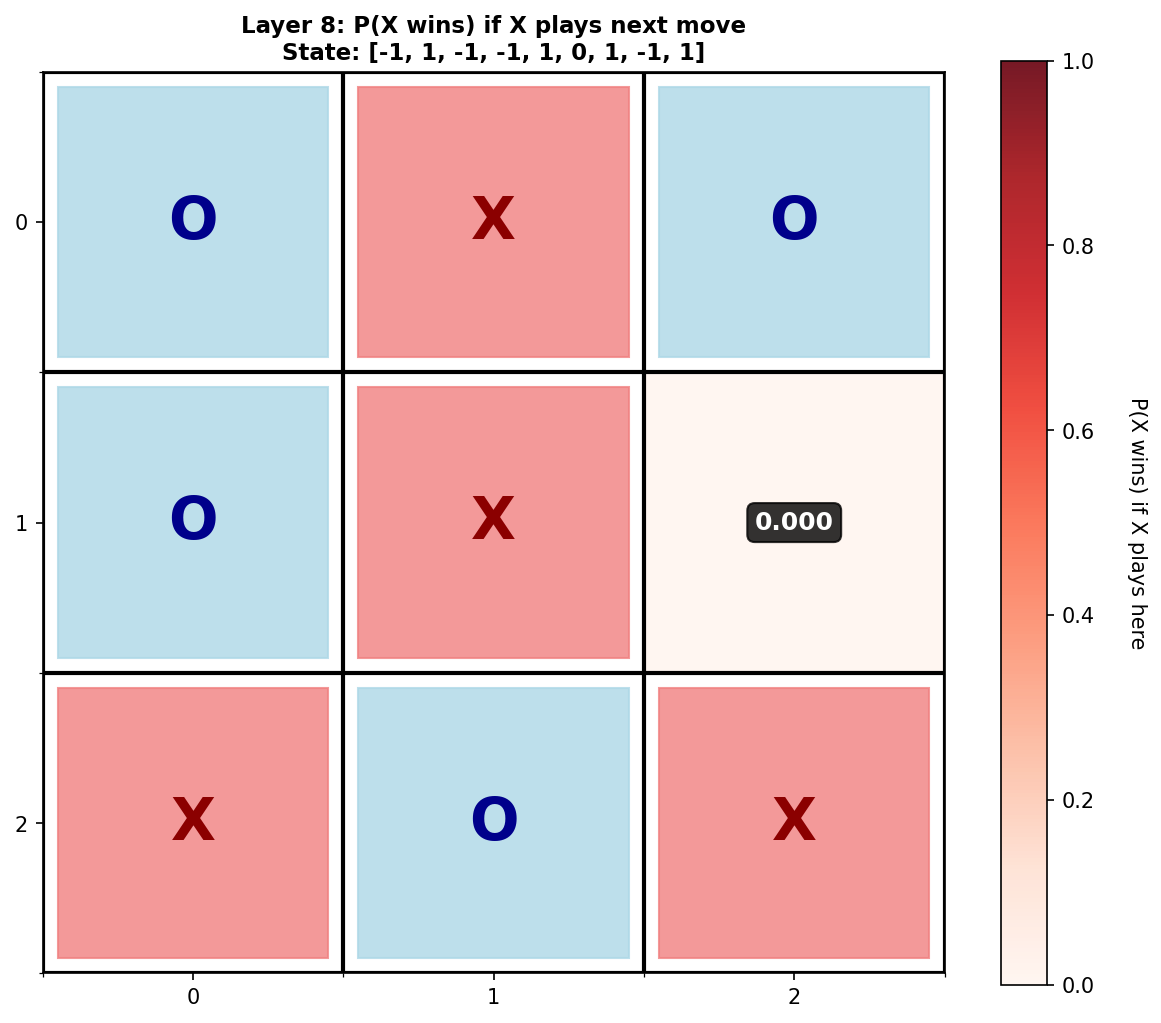 Layer 8: P(X wins) if X plays next move
State: [-1, 1, -1, -1, 1, 0, 1, -1, 1]
O X O
0
O X 0.000
1
X O X
2
0 1 2
1.0
0.8
0.6
0.4
0.2
0.0
P(X wins) if X plays here